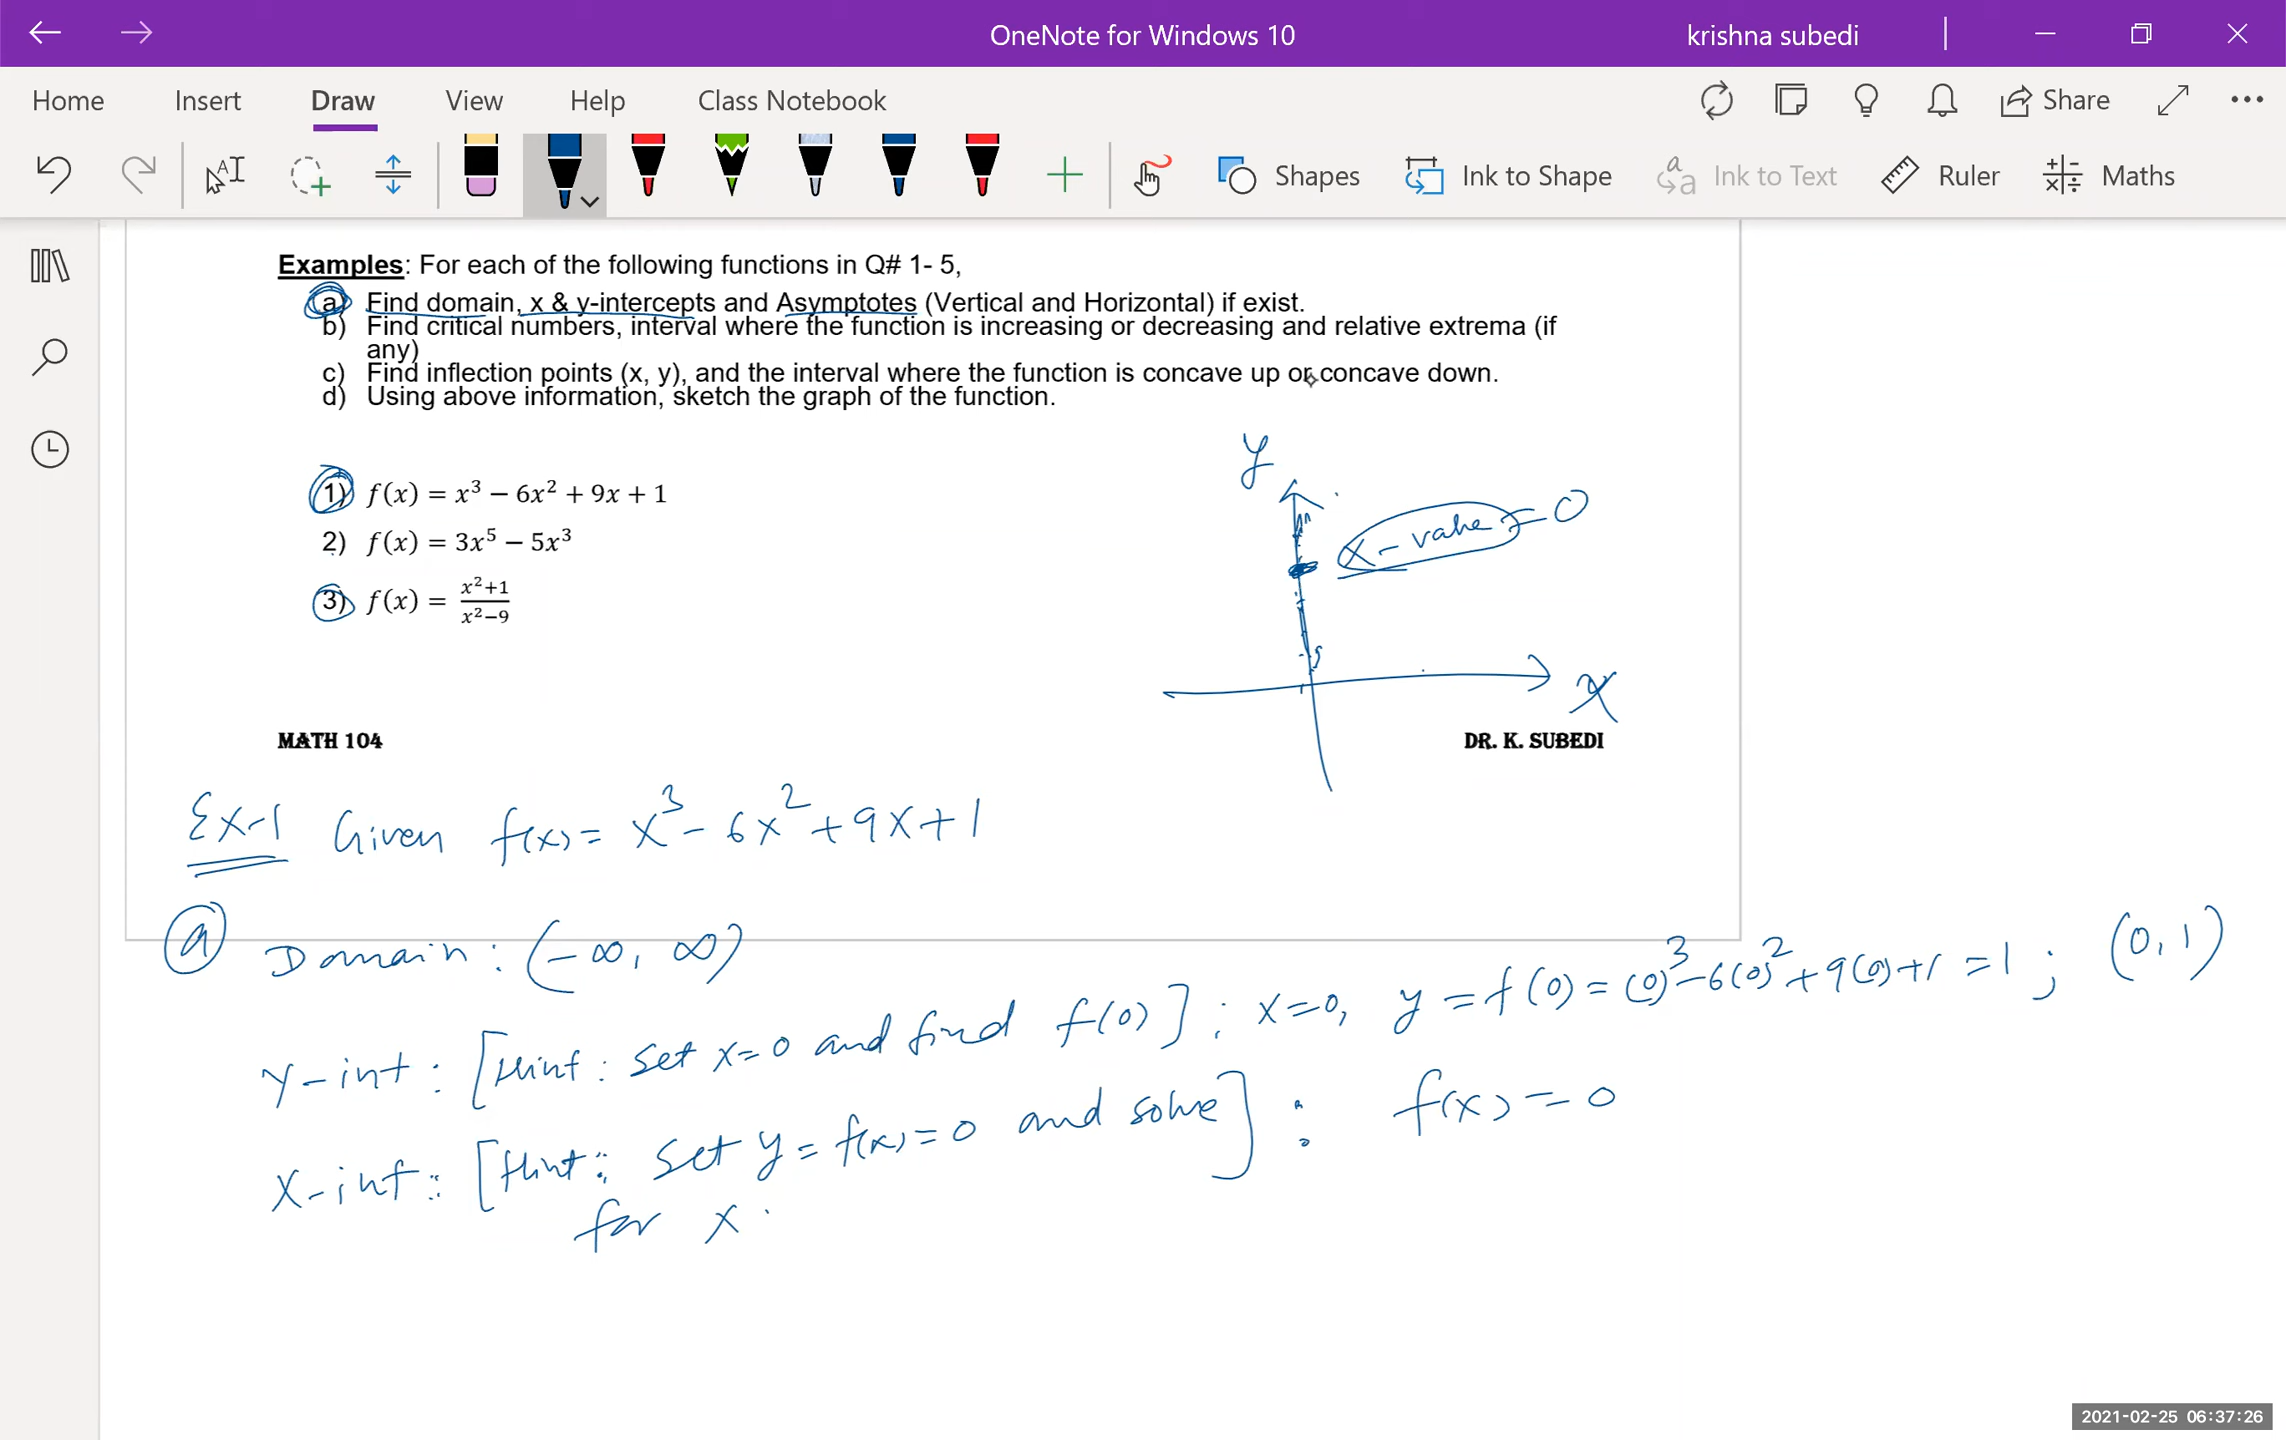 OneNote for Windows 10
krishna subedi
Home Insert Draw View Help Class Notebook Share
Shapes Ink to Shape Ink to Text Ruler Maths
Examples: For each of the following functions in Q# 1- 5,
a) Find domain, x & y-intercepts and Asymptotes (Vertical and Horizontal) if exist.
b) Find critical numbers, interval where the function is increasing or decreasing and relative extrema (if
any)
c) Find inflection points (x, y), and the interval where the function is concave up or concave down.
d) Using above information, sketch the graph of the function.
y
x-value = 0
1) f(x) = x³ − 6x² + 9x + 1
2) f(x) = 3x⁵ − 5x³
3) f(x) = (x²+1)/(x²−9)
x
MATH 104
DR. K. SUBEDI
Ex-1 Given f(x) = x³ - 6x² + 9x + 1
(a) Domain: (-∞, ∞)
Y-int: [Hint: Set x=0 and find f(0)]: x=0, y = f(0) = (0)³-6(0)²+9(0)+1 = 1; (0,1)
X-int: [Hint: Set y = f(x) = 0 and solve
for x.]: f(x) = 0
2021-02-25 06:37:26